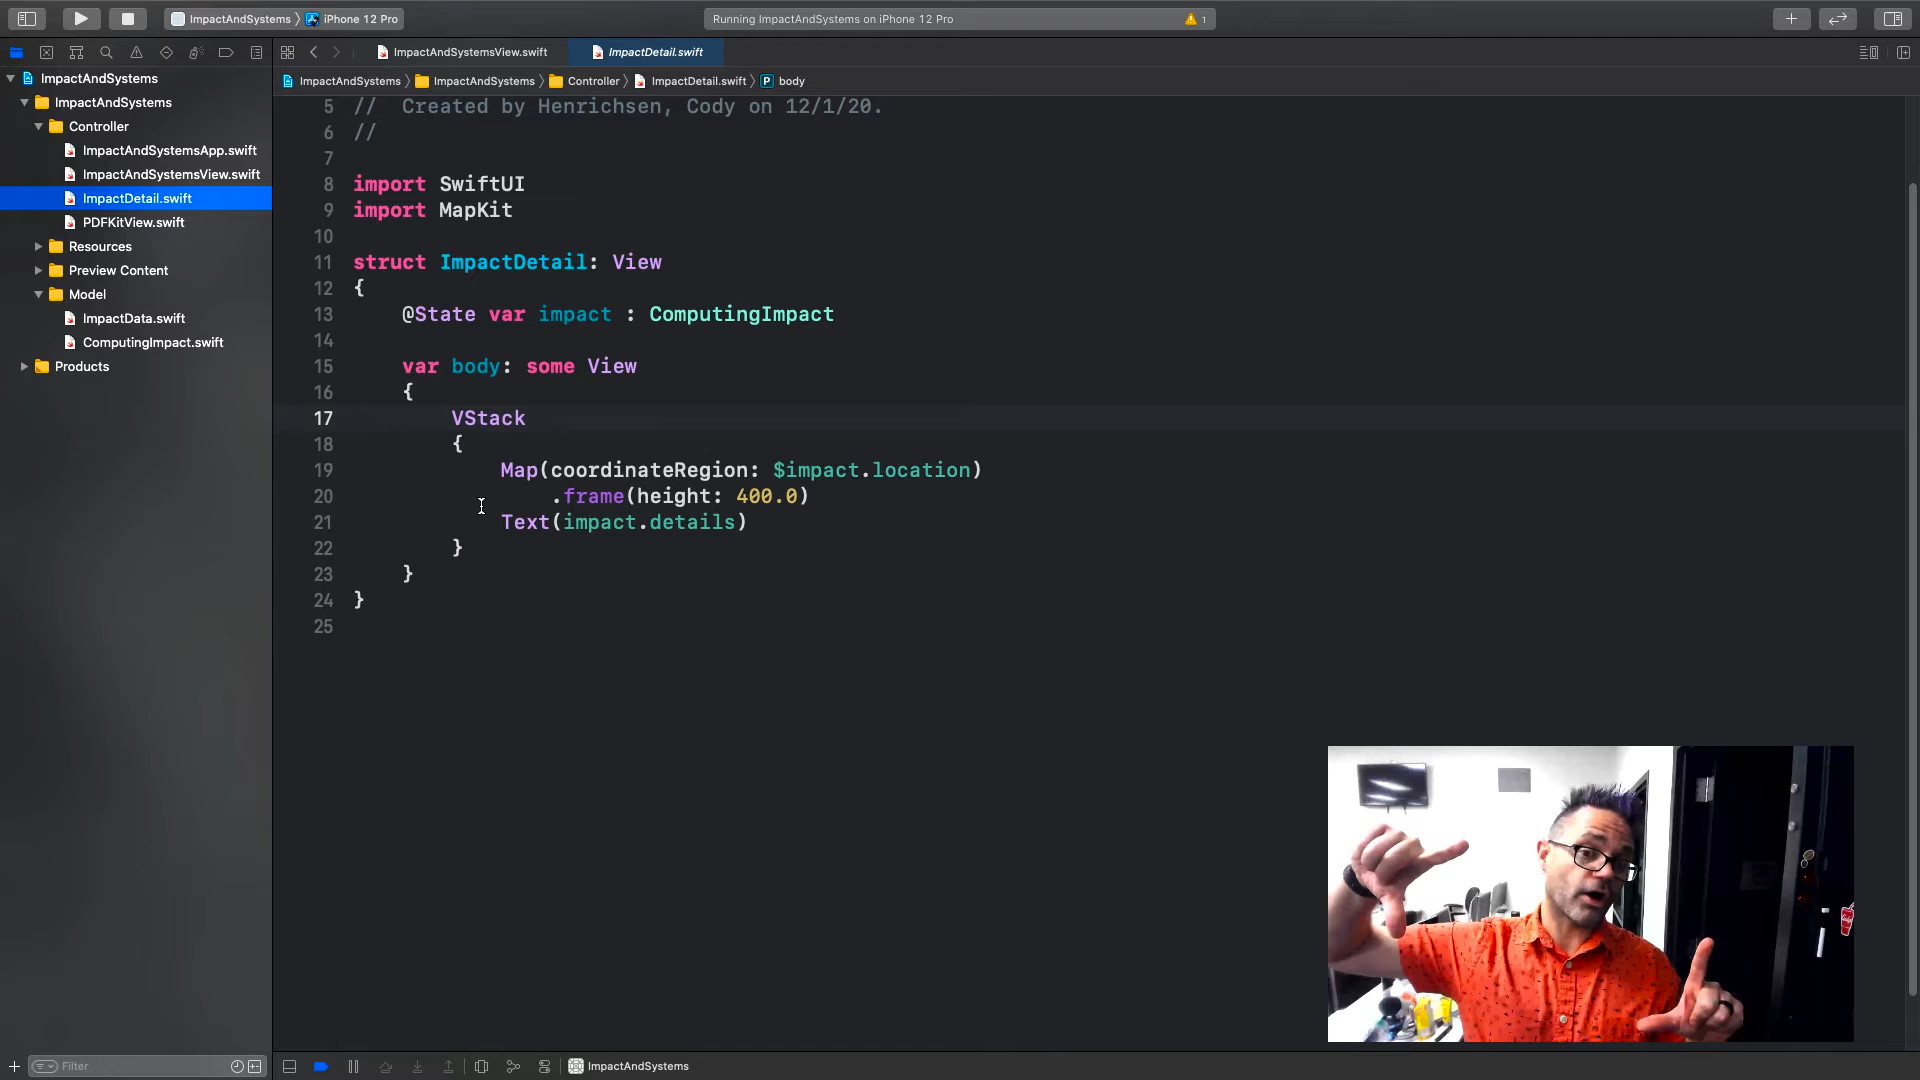 ImpactAndSystems
iPhone 12 Pro
Running ImpactAndSystems on iPhone 12 Pro
1
ImpactAndSystemsView.swift
ImpactDetail.swift
ImpactAndSystems
ImpactAndSystems
Controller
ImpactDetail.swift
P
body
ImpactAndSystems
ImpactAndSystems
Controller
ImpactAndSystemsApp.swift
ImpactAndSystemsView.swift
ImpactDetail.swift
PDFKitView.swift
Resources
Preview Content
Model
ImpactData.swift
ComputingImpact.swift
Products
5 // Created by Henrichsen, Cody on 12/1/20.
6 //
7
8 import SwiftUI
9 import MapKit
10
11 struct ImpactDetail: View
12 {
13 @State var impact : ComputingImpact
14
15 var body: some View
16 {
17 VStack
18 {
19 Map(coordinateRegion: $impact.location)
20 .frame(height: 400.0)
21 Text(impact.details)
22 }
23 }
24 }
25
Filter
ImpactAndSystems